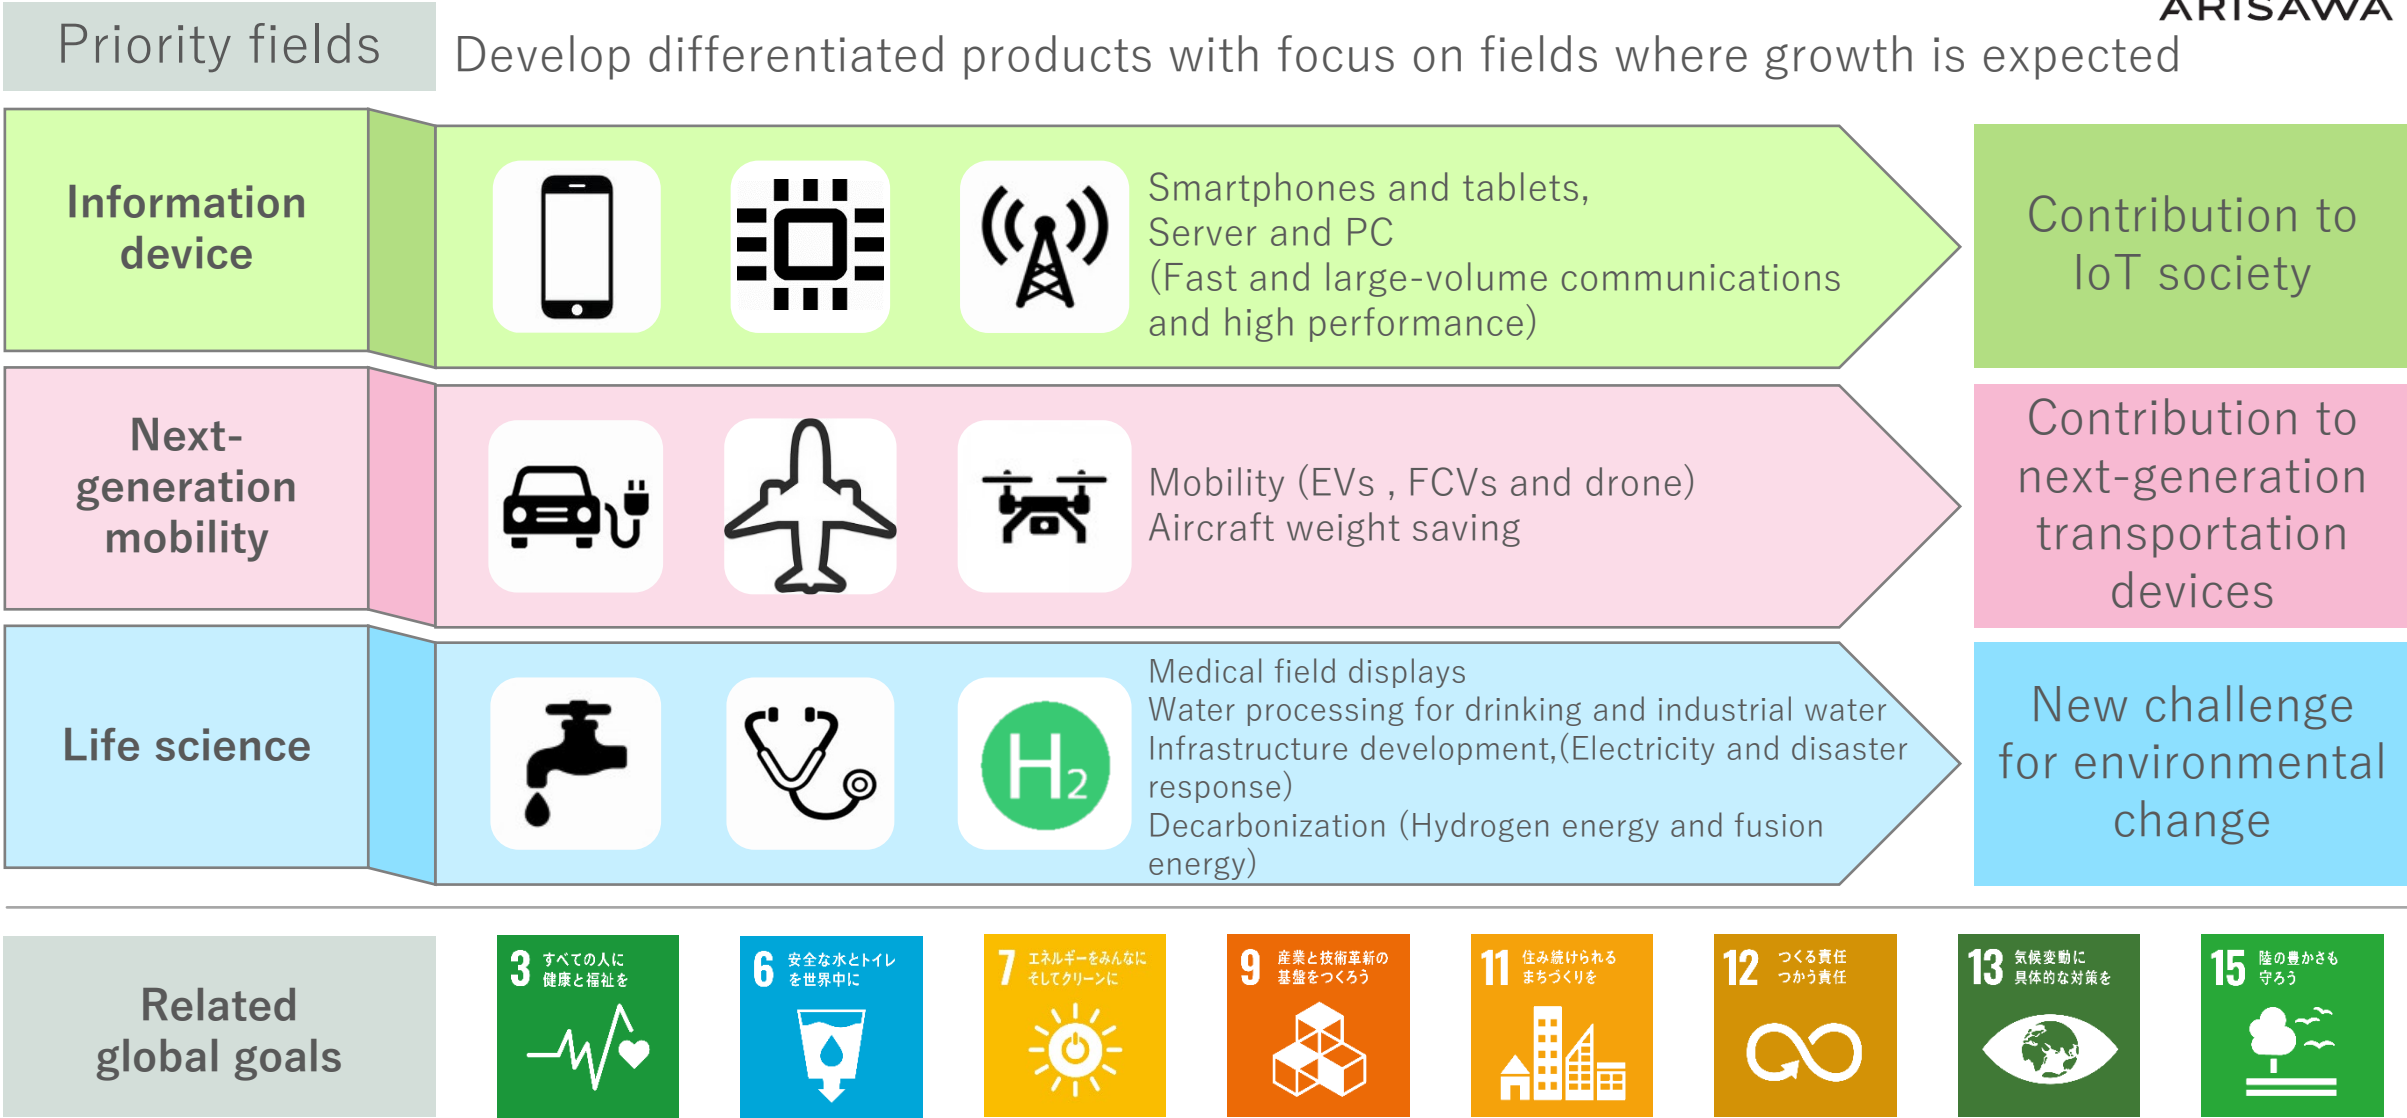 ARISAWA
Priority fields
Develop differentiated products with focus on fields where growth is expected
Information
device
Smartphones and tablets,
Server and PC
(Fast and large-volume communications
and high performance)
Contribution to
IoT society
Next-
generation
mobility
Mobility (EVs , FCVs and drone)
Aircraft weight saving
Contribution to
next-generation
transportation
devices
Life science
H2
Medical field displays
Water processing for drinking and industrial water
Infrastructure development,(Electricity and disaster
response)
Decarbonization (Hydrogen energy and fusion
energy)
New challenge
for environmental
change
Related
global goals
3 すべての人に
健康と福祉を
6 安全な水とトイレ
を世界中に
7 エネルギーをみんなに
そしてクリーンに
9 産業と技術革新の
基盤をつくろう
11 住み続けられる
まちづくりを
12 つくる責任
つかう責任
13 気候変動に
具体的な対策を
15 陸の豊かさも
守ろう